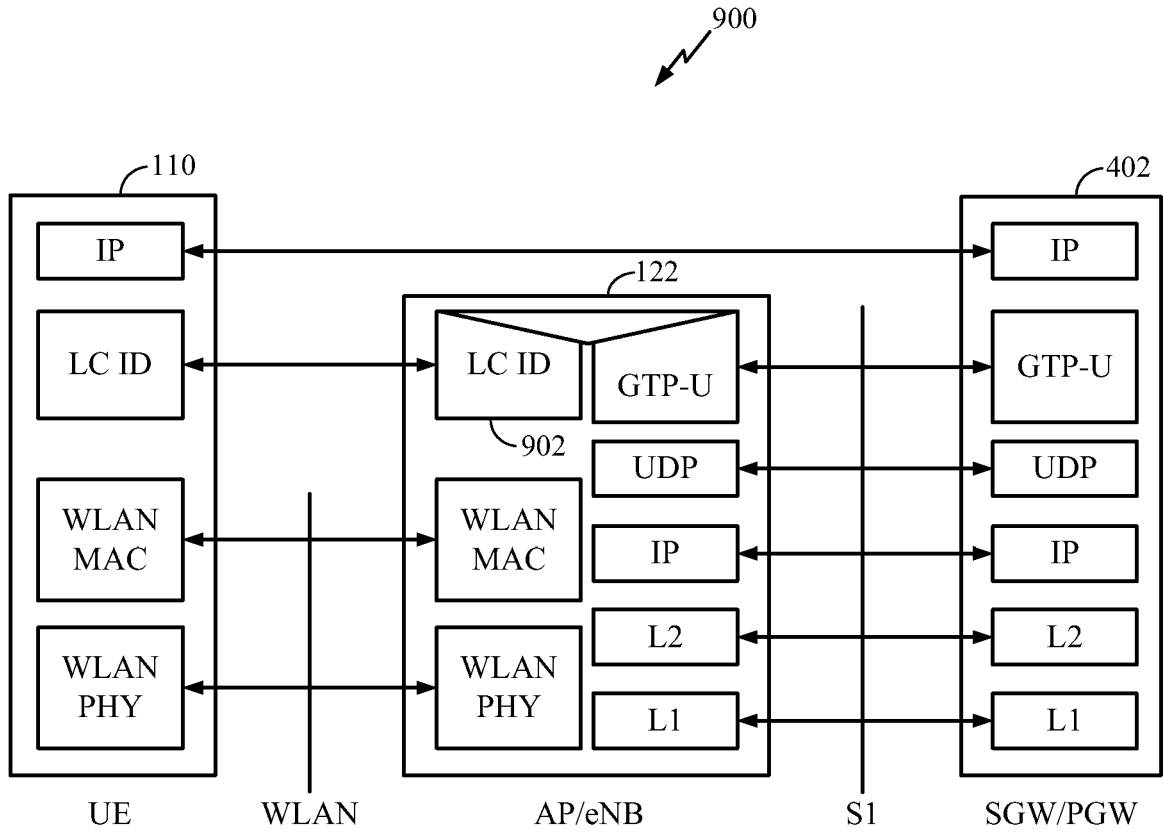 900
110
402
IP
IP
122
LC ID
LC ID
GTP-U
GTP-U
902
UDP
UDP
WLAN
MAC
WLAN
MAC
IP
IP
L2
L2
WLAN
PHY
WLAN
PHY
L1
L1
UE
WLAN
AP/eNB
S1
SGW/PGW